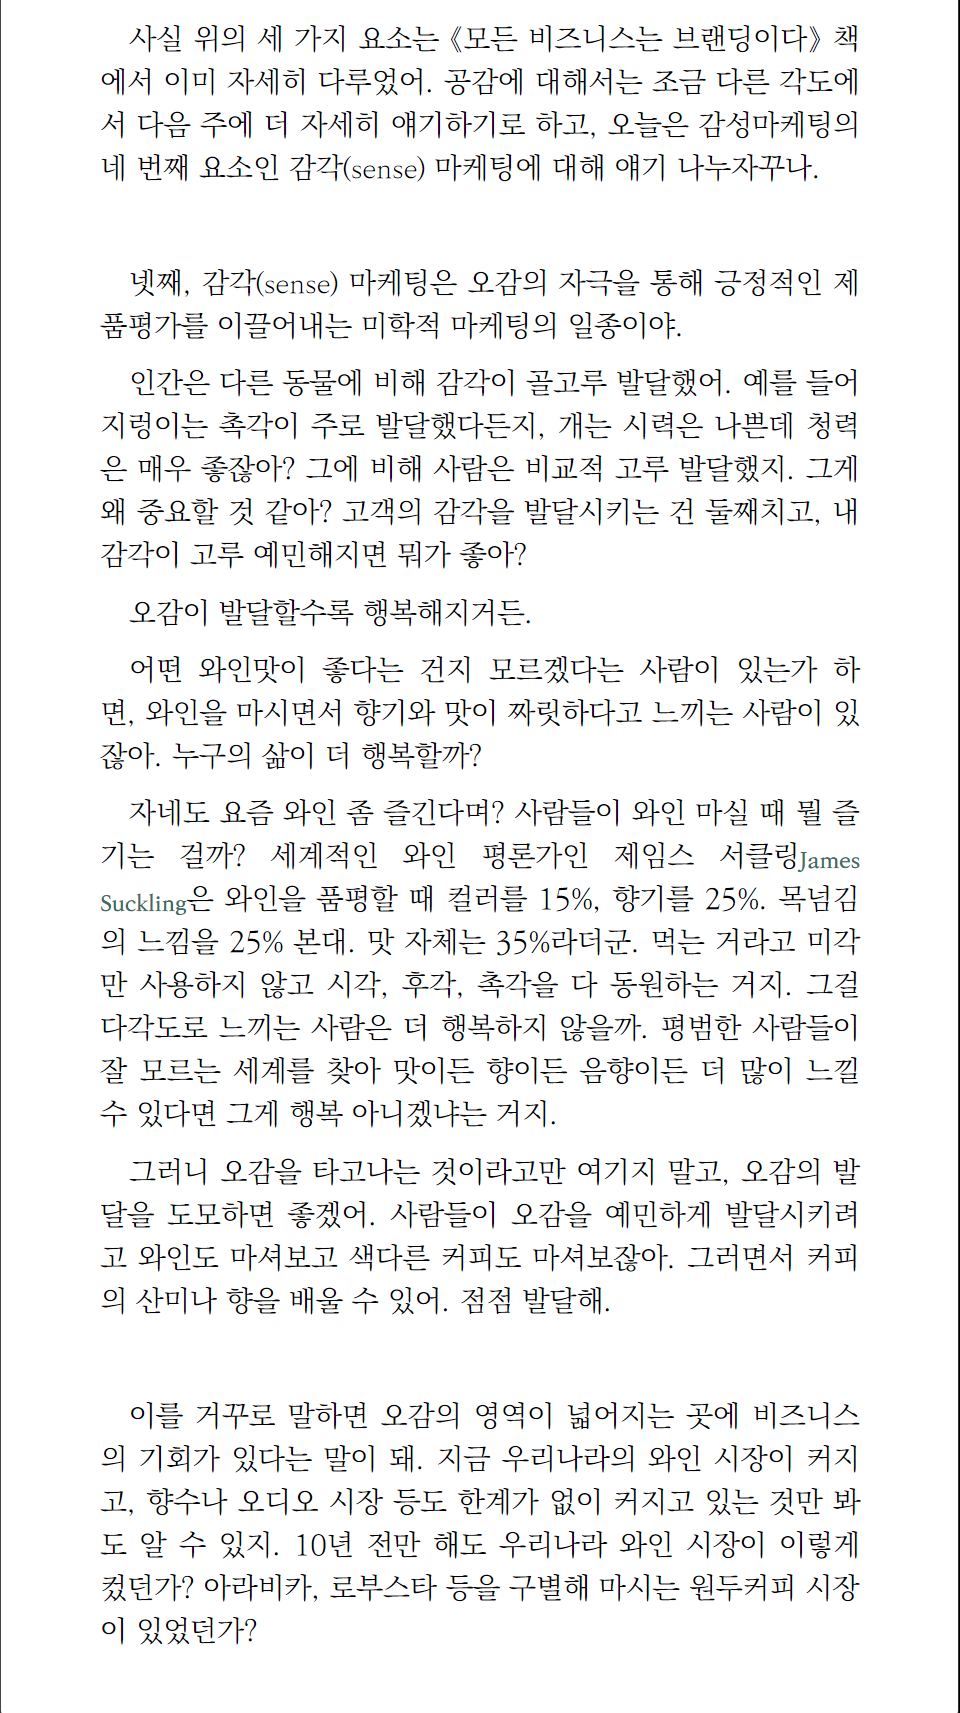 사실 위의 세 가지 요소는 《모든 비즈니스는 브랜딩이다》 책
에서 이미 자세히 다루었어. 공감에 대해서는 조금 다른 각도에
서 다음 주에 더 자세히 얘기하기로 하고, 오늘은 감성마케팅의
네 번째 요소인 감각(sense) 마케팅에 대해 얘기 나누자꾸나.
넷째, 감각(sense) 마케팅은 오감의 자극을 통해 긍정적인 제
품평가를 이끌어내는 미학적 마케팅의 일종이야.
인간은 다른 동물에 비해 감각이 골고루 발달했어. 예를 들어
지렁이는 촉각이 주로 발달했다든지, 개는 시력은 나쁜데 청력
은 매우 좋잖아? 그에 비해 사람은 비교적 고루 발달했지. 그게
왜 중요할 것 같아? 고객의 감각을 발달시키는 건 둘째치고, 내
감각이 고루 예민해지면 뭐가 좋아?
오감이 발달할수록 행복해지거든.
어떤 와인맛이 좋다는 건지 모르겠다는 사람이 있는가 하
면, 와인을 마시면서 향기와 맛이 짜릿하다고 느끼는 사람이 있
잖아. 누구의 삶이 더 행복할까?
자네도 요즘 와인 좀 즐긴다며? 사람들이 와인 마실 때 뭘 즐
기는 걸까? 세계적인 와인 평론가인 제임스 서클링James
Suckling은 와인을 품평할 때 컬러를 15%, 향기를 25%. 목넘김
의 느낌을 25% 본대. 맛 자체는 35%라더군. 먹는 거라고 미각
만 사용하지 않고 시각, 후각, 촉각을 다 동원하는 거지. 그걸
다각도로 느끼는 사람은 더 행복하지 않을까. 평범한 사람들이
잘 모르는 세계를 찾아 맛이든 향이든 음향이든 더 많이 느낄
수 있다면 그게 행복 아니겠냐는 거지.
그러니 오감을 타고나는 것이라고만 여기지 말고, 오감의 발
달을 도모하면 좋겠어. 사람들이 오감을 예민하게 발달시키려
고 와인도 마셔보고 색다른 커피도 마셔보잖아. 그러면서 커피
의 산미나 향을 배울 수 있어. 점점 발달해.
이를 거꾸로 말하면 오감의 영역이 넓어지는 곳에 비즈니스
의 기회가 있다는 말이 돼. 지금 우리나라의 와인 시장이 커지
고, 향수나 오디오 시장 등도 한계가 없이 커지고 있는 것만 봐
도 알 수 있지. 10년 전만 해도 우리나라 와인 시장이 이렇게
컸던가? 아라비카, 로부스타 등을 구별해 마시는 원두커피 시장
이 있었던가?